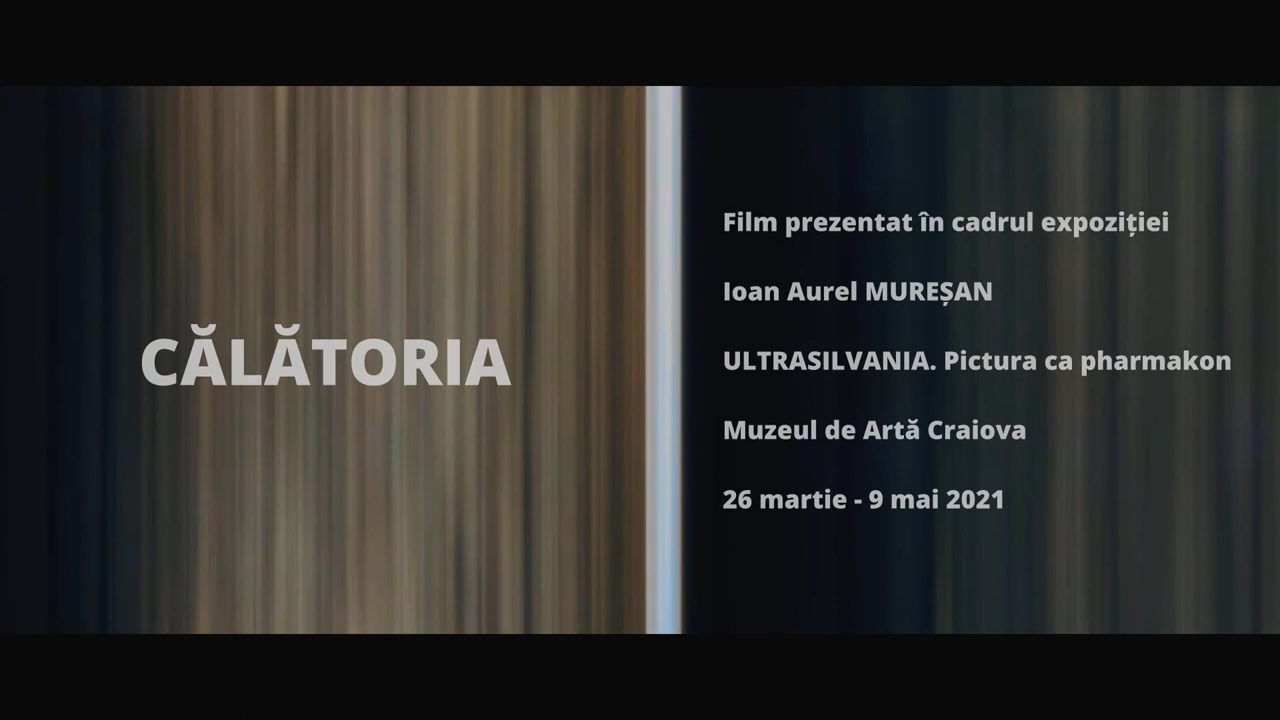 CĂLĂTORIA
Film prezentat în cadrul expoziției
Ioan Aurel MUREȘAN
ULTRASILVANIA. Pictura ca pharmakon
Muzeul de Artă Craiova
26 martie - 9 mai 2021